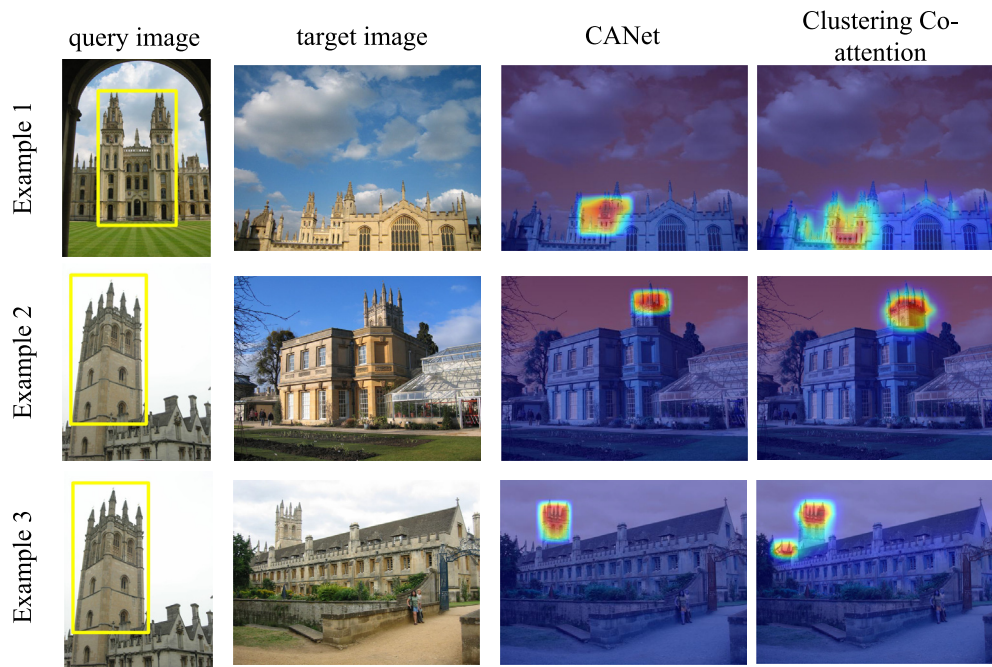 query image
target image
CANet
Clustering Co-
attention
Example 1
Example 2
Example 3